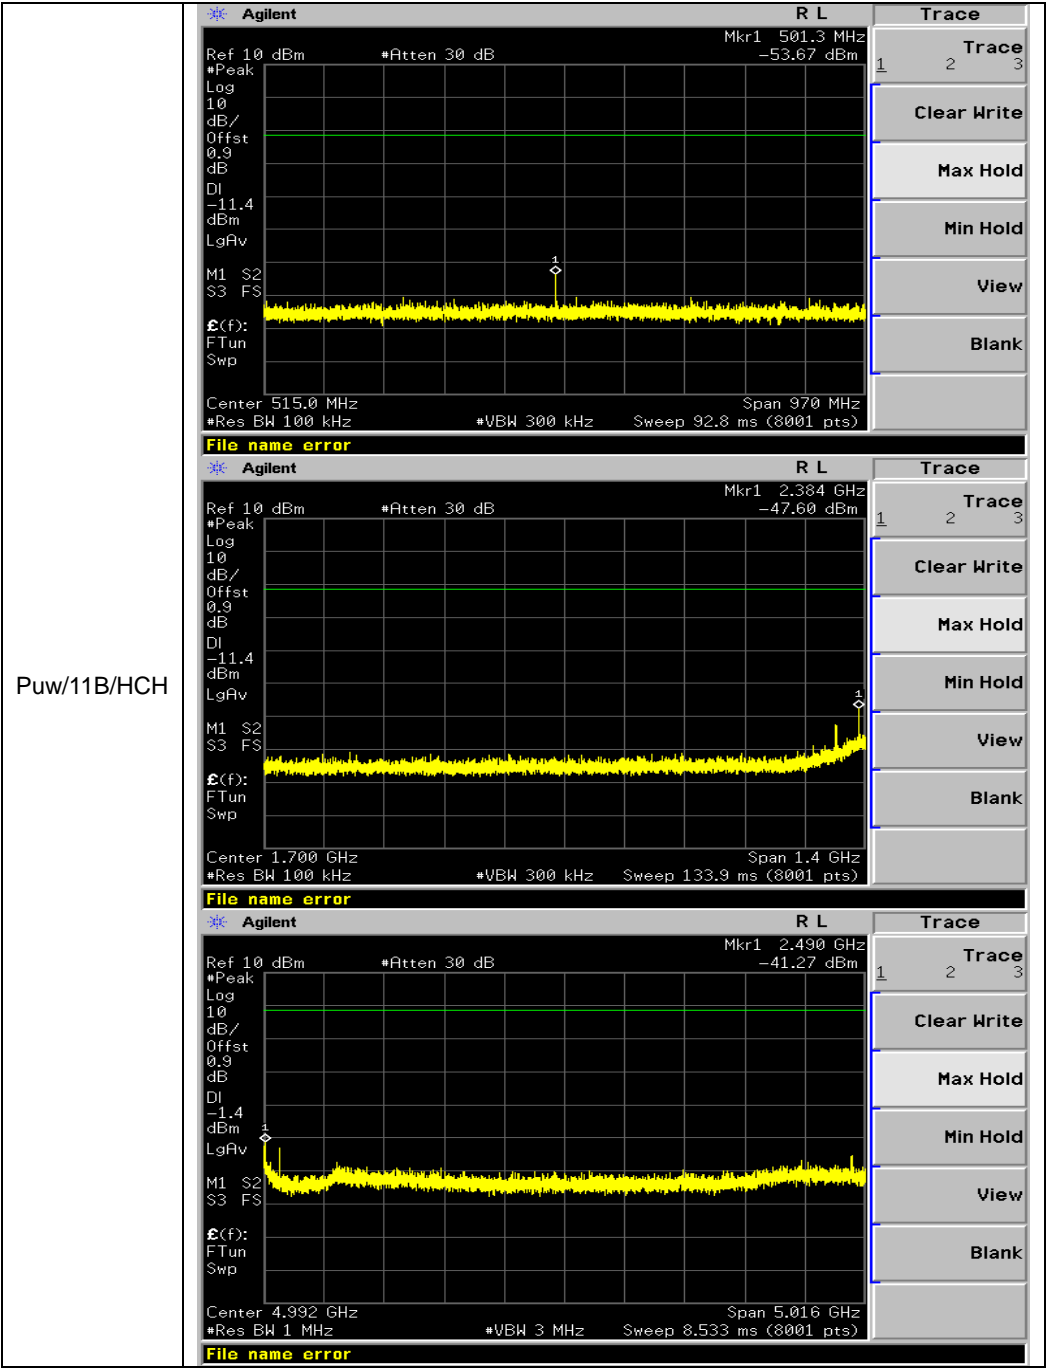 Puw/11B/HCH
Agilent R L Trace
Mkr1 501.3 MHz
Ref 10 dBm #Atten 30 dB −53.67 dBm
#Peak
Log
10
dB/
Offst
0.9
dB
DI
−11.4
dBm
LgAv
M1 S2
S3 FS
£(f):
FTun
Swp
1
Center 515.0 MHz Span 970 MHz
#Res BW 100 kHz #VBW 300 kHz Sweep 92.8 ms (8001 pts)
File name error
Trace
1 2 3
Clear Write
Max Hold
Min Hold
View
Blank
Agilent R L Trace
Mkr1 2.384 GHz
Ref 10 dBm #Atten 30 dB −47.60 dBm
#Peak
Log
10
dB/
Offst
0.9
dB
DI
−11.4
dBm
LgAv
M1 S2
S3 FS
£(f):
FTun
Swp
1
Center 1.700 GHz Span 1.4 GHz
#Res BW 100 kHz #VBW 300 kHz Sweep 133.9 ms (8001 pts)
File name error
Trace
1 2 3
Clear Write
Max Hold
Min Hold
View
Blank
Agilent R L Trace
Mkr1 2.490 GHz
Ref 10 dBm #Atten 30 dB −41.27 dBm
#Peak
Log
10
dB/
Offst
0.9
dB
DI
−1.4
dBm
LgAv
M1 S2
S3 FS
£(f):
FTun
Swp
1
Center 4.992 GHz Span 5.016 GHz
#Res BW 1 MHz #VBW 3 MHz Sweep 8.533 ms (8001 pts)
File name error
Trace
1 2 3
Clear Write
Max Hold
Min Hold
View
Blank